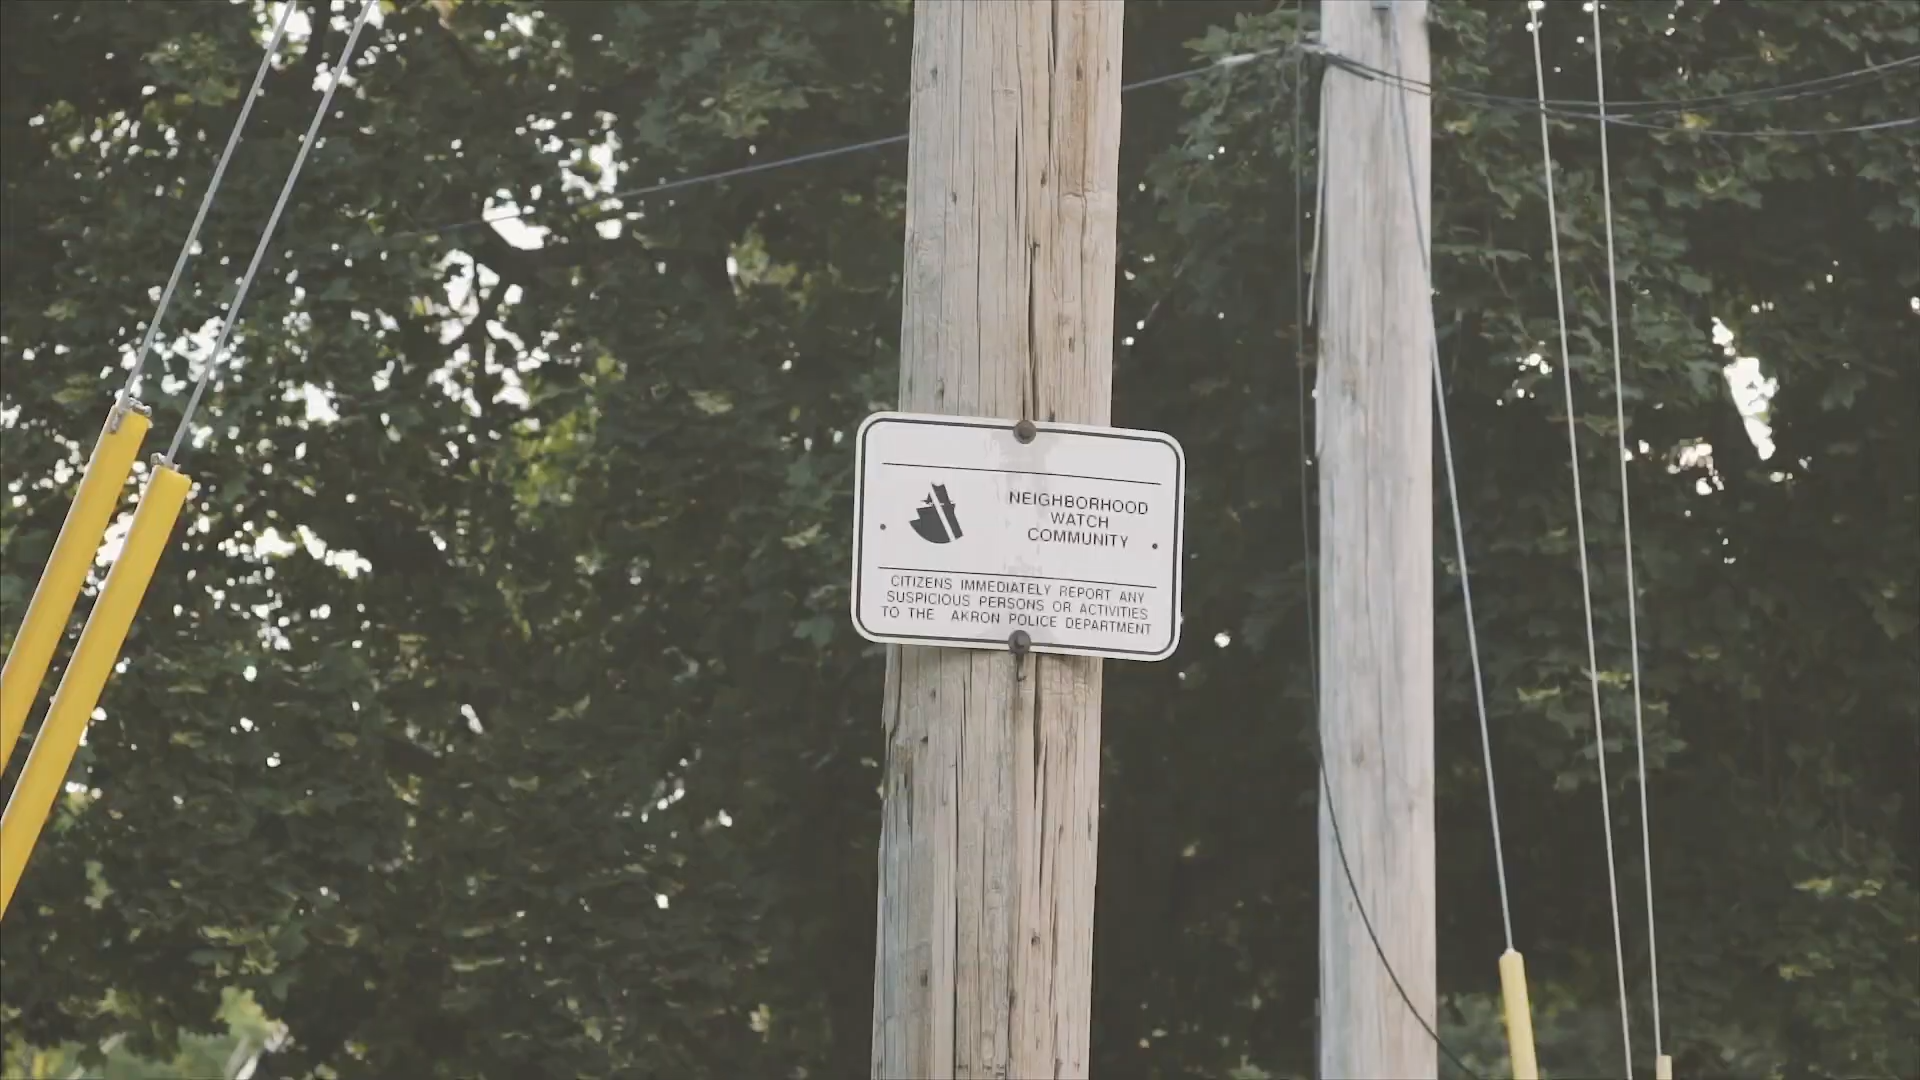 NEIGHBORHOOD
WATCH
COMMUNITY
CITIZENS IMMEDIATELY REPORT ANY
SUSPICIOUS PERSONS OR ACTIVITIES
TO THE AKRON POLICE DEPARTMENT